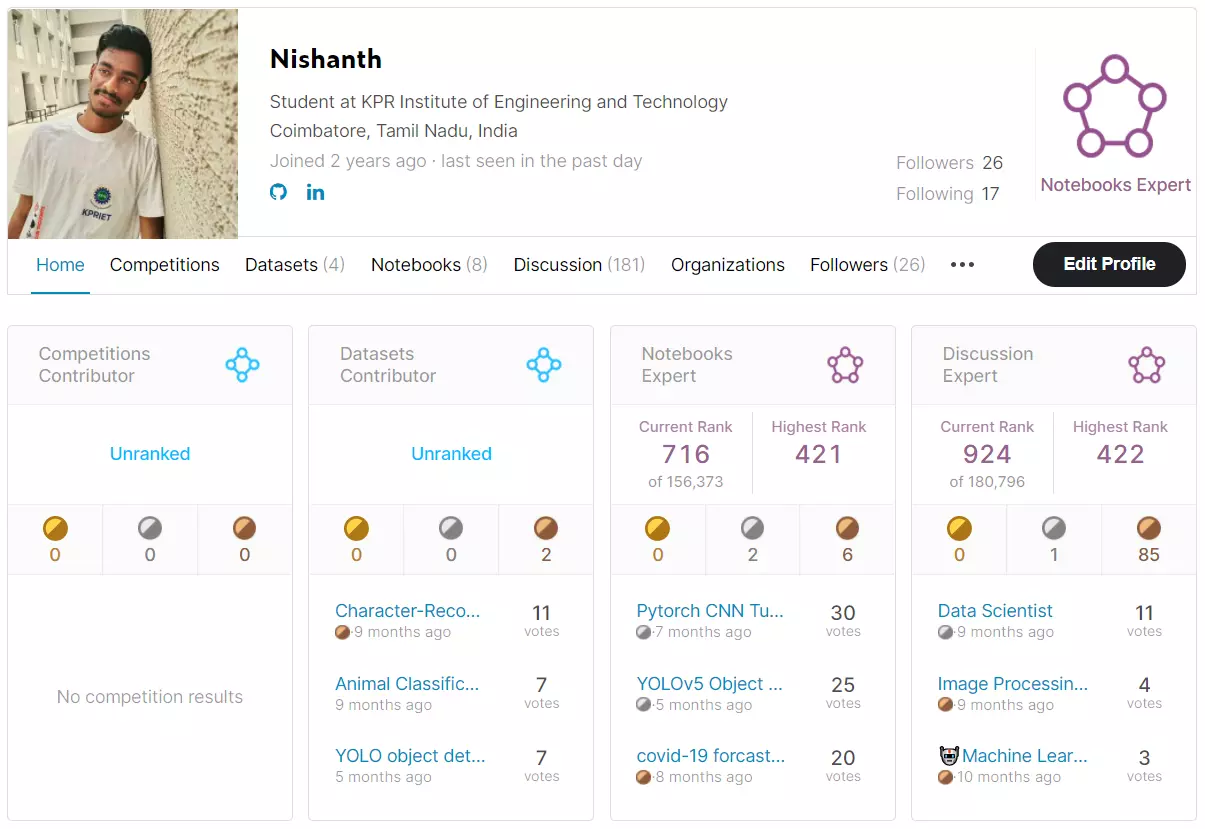 Nishanth
Student at KPR Institute of Engineering and Technology
Coimbatore, Tamil Nadu, India
Joined 2 years ago · last seen in the past day
in
Followers 26
Following 17
Notebooks Expert
KPRIET
Home Competitions Datasets (4) Notebooks (8) Discussion (181) Organizations Followers (26) ••• Edit Profile
Competitions
Contributor
Unranked
0 0 0
No competition results
Datasets
Contributor
Unranked
0 0 2
Character-Reco... 11
·9 months ago votes
Animal Classific... 7
9 months ago votes
YOLO object det... 7
5 months ago votes
Notebooks
Expert
Current Rank Highest Rank
716 421
of 156,373
0 2 6
Pytorch CNN Tu... 30
·7 months ago votes
YOLOv5 Object ... 25
·5 months ago votes
covid-19 forcast... 20
·8 months ago votes
Discussion
Expert
Current Rank Highest Rank
924 422
of 180,796
0 1 85
Data Scientist 11
·9 months ago votes
Image Processin... 4
·9 months ago votes
Machine Lear... 3
·10 months ago votes